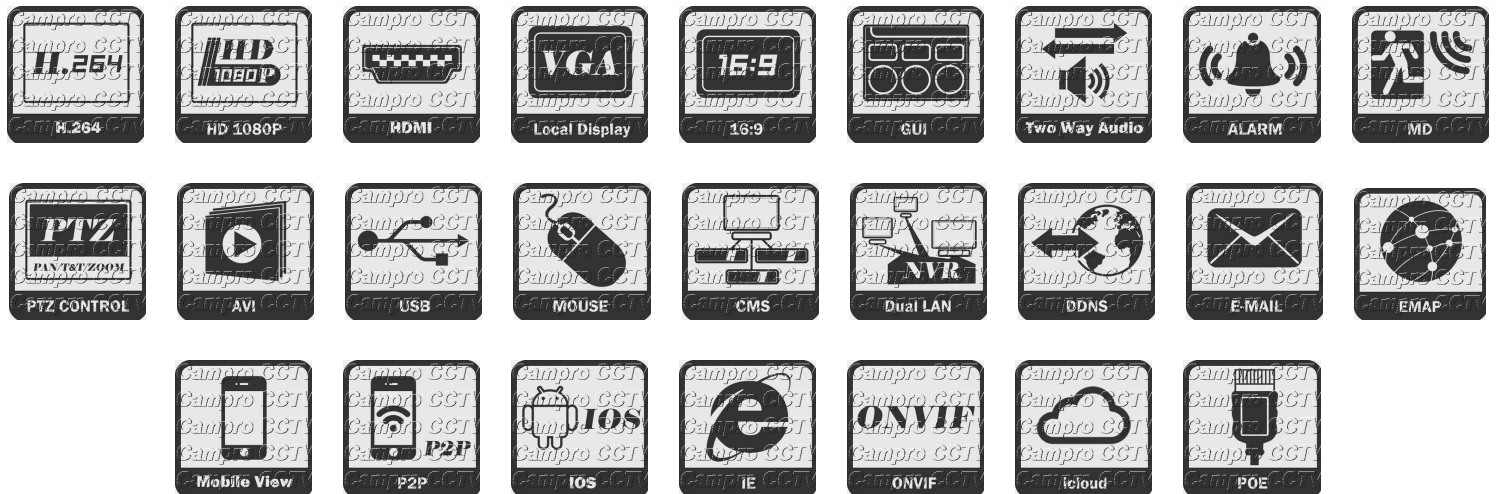 H.264
HD
1080P
VGA
16:9
H.264
HD 1080P
HDMI
Local Display
16:9
GUI
Two Way Audio
ALARM
MD
PTZ
PAN/T&T/ZOOM
NVR
PTZ CONTROL
AVI
USB
MOUSE
CMS
Dual LAN
DDNS
E-MAIL
EMAP
P2P
IOS
e
ONVIF
Mobile View
P2P
IOS
IE
ONVIF
icloud
POE
Campro CCTV